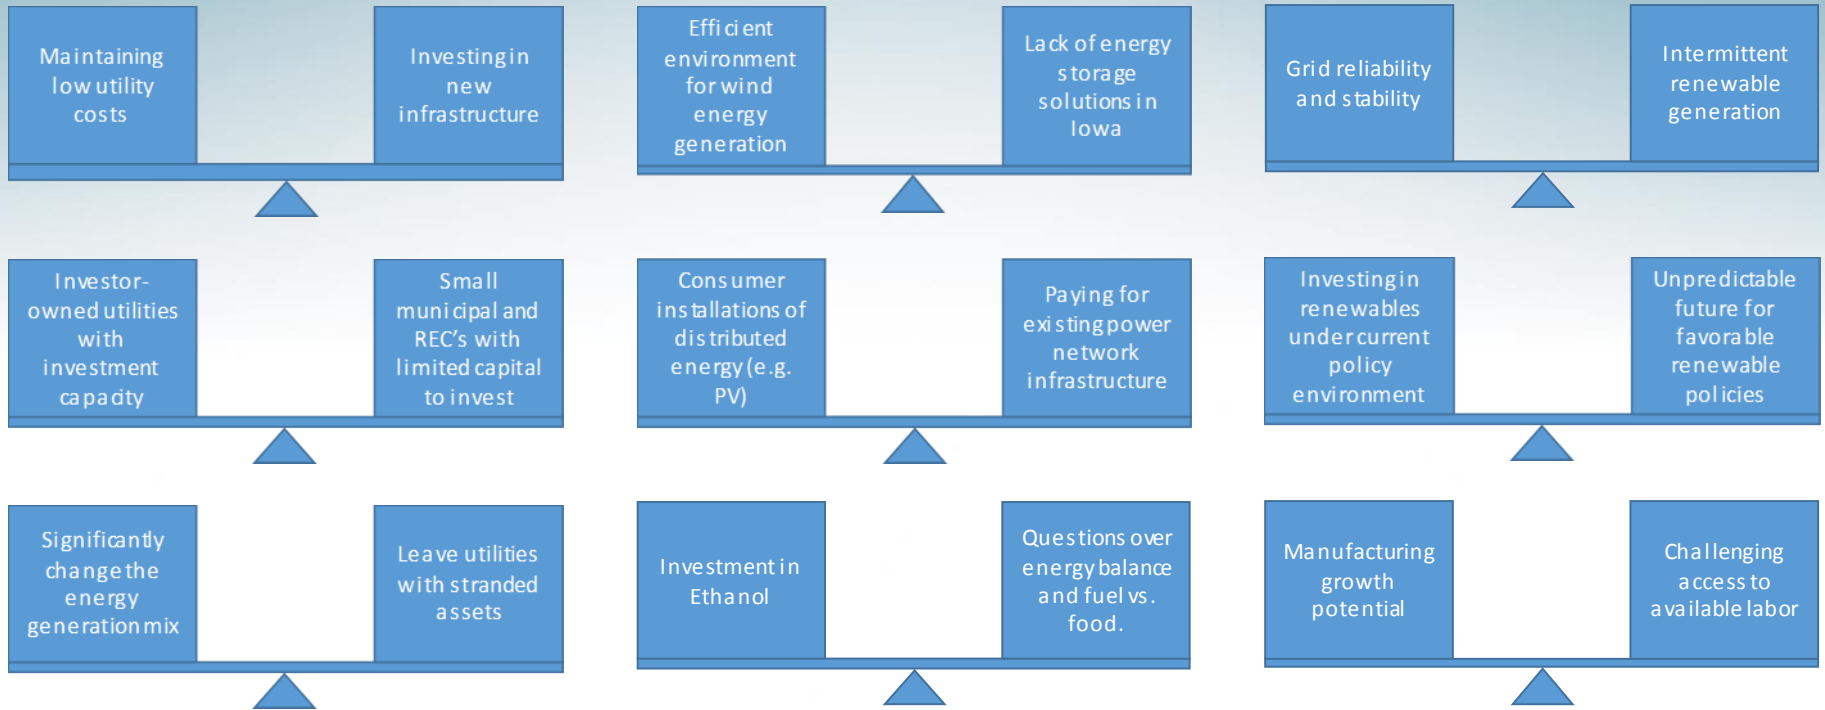 Maintaining
low utility
costs
Investing in
new
infrastructure
Efficient
environment
for wind
energy
generation
Lack of energy
storage
solutions in
Iowa
Grid reliability
and stability
Intermittent
renewable
generation
Investor-
owned utilities
with
investment
capacity
Small
municipal and
REC's with
limited capital
to invest
Consumer
installations of
distributed
energy (e.g.
PV)
Paying for
existing power
network
infrastructure
Investing in
renewables
under current
policy
environment
Unpredictable
future for
favorable
renewable
policies
Significantly
change the
energy
generation mix
Leave utilities
with stranded
assets
Investment in
Ethanol
Questions over
energy balance
and fuel vs.
food.
Manufacturing
growth
potential
Challenging
access to
available labor